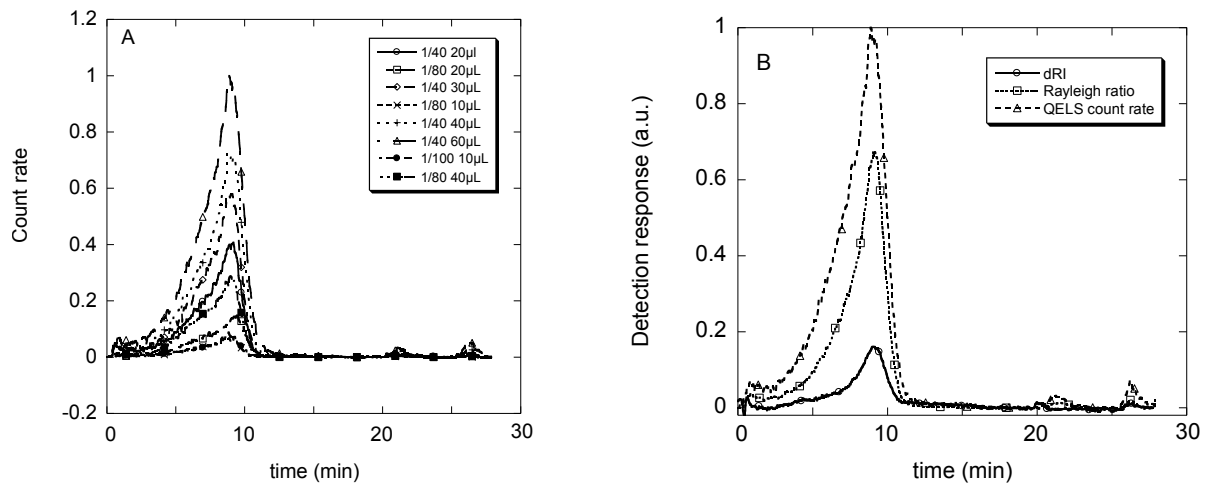 A
1.2
1
0.8
0.6
0.4
0.2
0
-0.2
Count rate
0 10 20 30
time (min)
1/40 20µl
1/80 20µL
1/40 30µL
1/80 10µL
1/40 40µL
1/40 60µL
1/100 10µL
1/80 40µL
B
1
0.8
0.6
0.4
0.2
0
Detection response (a.u.)
0 10 20 30
time (min)
dRI
Rayleigh ratio
QELS count rate